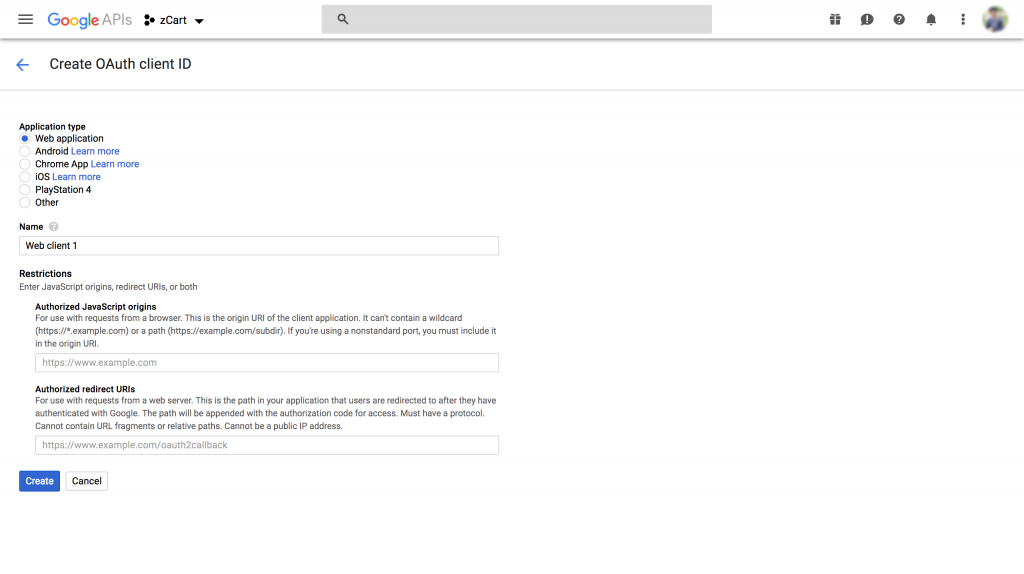 Google APIs zCart
Create OAuth client ID
Application type
Web application
Android Learn more
Chrome App Learn more
iOS Learn more
PlayStation 4
Other
Name ?
Web client 1
Restrictions
Enter JavaScript origins, redirect URIs, or both
Authorized JavaScript origins
For use with requests from a browser. This is the origin URI of the client application. It can't contain a wildcard
(https://*.example.com) or a path (https://example.com/subdir). If you're using a nonstandard port, you must include it
in the origin URI.
https://www.example.com
Authorized redirect URIs
For use with requests from a web server. This is the path in your application that users are redirected to after they have
authenticated with Google. The path will be appended with the authorization code for access. Must have a protocol.
Cannot contain URL fragments or relative paths. Cannot be a public IP address.
https://www.example.com/oauth2callback
Create Cancel